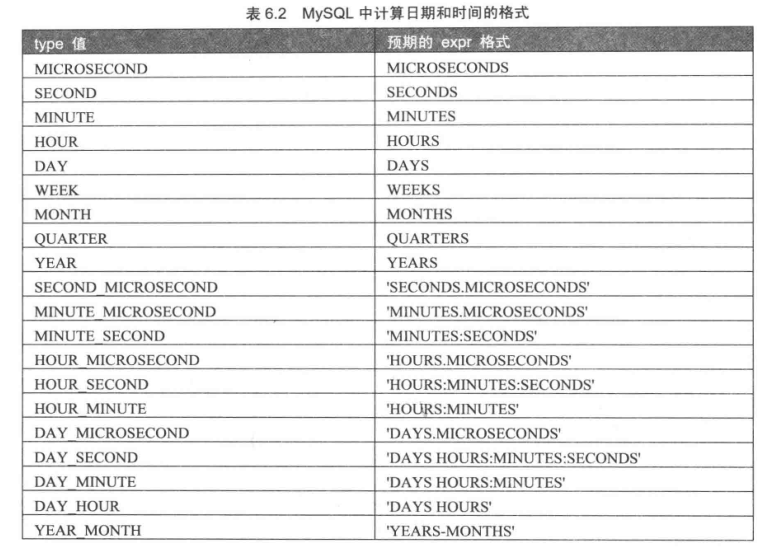 表 6.2 MySQL 中计算日期和时间的格式
type 值 预期的 expr 格式
MICROSECOND MICROSECONDS
SECOND SECONDS
MINUTE MINUTES
HOUR HOURS
DAY DAYS
WEEK WEEKS
MONTH MONTHS
QUARTER QUARTERS
YEAR YEARS
SECOND_MICROSECOND 'SECONDS.MICROSECONDS'
MINUTE_MICROSECOND 'MINUTES.MICROSECONDS'
MINUTE_SECOND 'MINUTES:SECONDS'
HOUR_MICROSECOND 'HOURS.MICROSECONDS'
HOUR_SECOND 'HOURS:MINUTES:SECONDS'
HOUR_MINUTE 'HOURS:MINUTES'
DAY_MICROSECOND 'DAYS.MICROSECONDS'
DAY_SECOND 'DAYS HOURS:MINUTES:SECONDS'
DAY_MINUTE 'DAYS HOURS:MINUTES'
DAY_HOUR 'DAYS HOURS'
YEAR_MONTH 'YEARS-MONTHS'